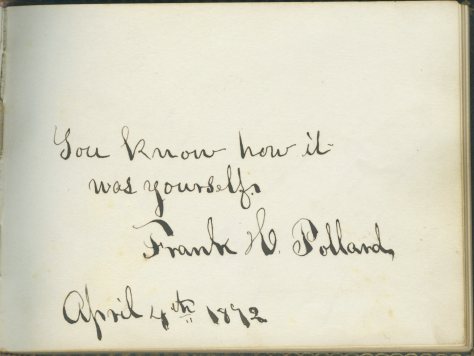 You know how it
was yourself.
Frank H. Pollard,
April 4th 1872